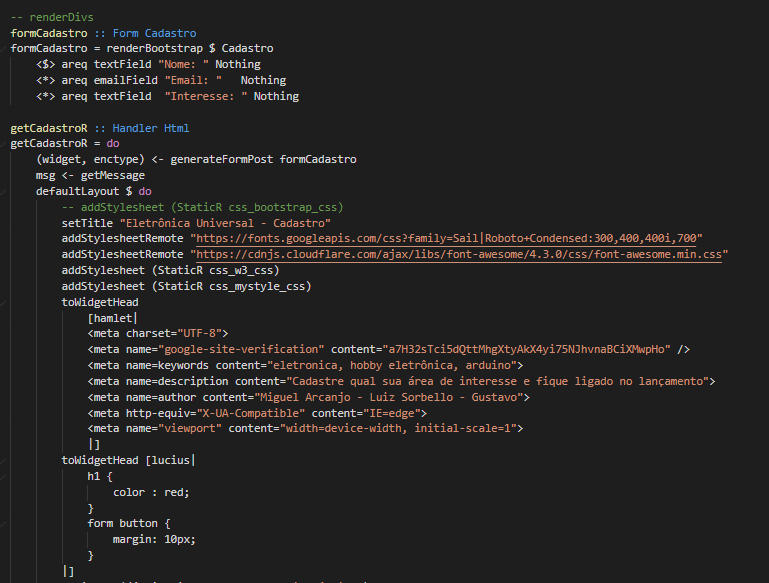 -- renderDivs
formCadastro :: Form Cadastro
formCadastro = renderBootstrap $ Cadastro
    <$> areq textField "Nome: " Nothing
    <*> areq emailField "Email: "   Nothing
    <*> areq textField  "Interesse: " Nothing

getCadastroR :: Handler Html
getCadastroR = do
    (widget, enctype) <- generateFormPost formCadastro
    msg <- getMessage
    defaultLayout $ do
        -- addStylesheet (StaticR css_bootstrap_css)
        setTitle "Eletrônica Universal - Cadastro"
        addStylesheetRemote "https://fonts.googleapis.com/css?family=Sail|Roboto+Condensed:300,400,400i,700"
        addStylesheetRemote "https://cdnjs.cloudflare.com/ajax/libs/font-awesome/4.3.0/css/font-awesome.min.css"
        addStylesheet (StaticR css_w3_css)
        addStylesheet (StaticR css_mystyle_css)
        toWidgetHead
            [hamlet|
            <meta charset="UTF-8">
            <meta name="google-site-verification" content="a7H32sTci5dQttMhgXtyAkX4yi75NJhvnaBCiXMwpHo" />
            <meta name=keywords content="eletronica, hobby eletrônica, arduino">
            <meta name=description content="Cadastre qual sua área de interesse e fique ligado no lançamento">
            <meta name=author content="Miguel Arcanjo - Luiz Sorbello - Gustavo">
            <meta http-equiv="X-UA-Compatible" content="IE=edge">
            <meta name="viewport" content="width=device-width, initial-scale=1">
            |]
        toWidgetHead [lucius|
            h1 {
                color : red;
            }
            form button {
                margin: 10px;
            }
        |]